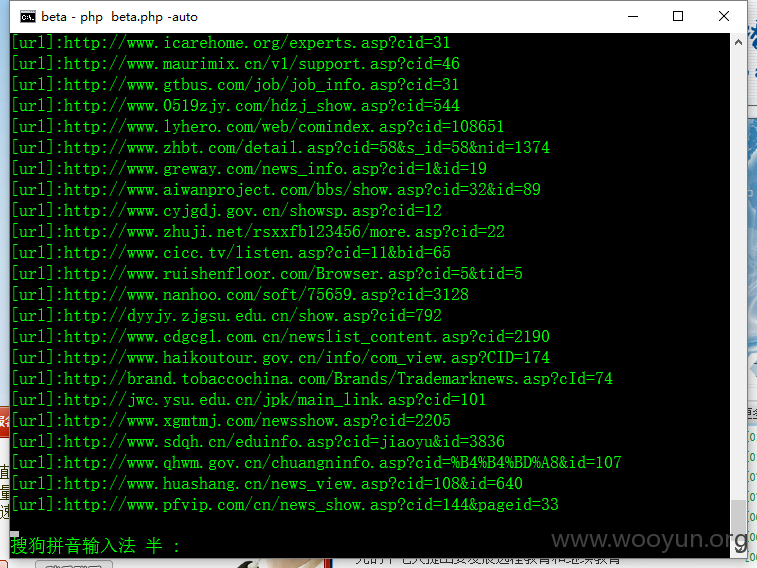 beta - php  beta.php -auto
[url]:http://www.icarehome.org/experts.asp?cid=31
[url]:http://www.maurimix.cn/v1/support.asp?cid=46
[url]:http://www.gtbus.com/job/job_info.asp?cid=31
[url]:http://www.0519zjy.com/hdzj_show.asp?cid=544
[url]:http://www.lyhero.com/web/comindex.asp?cid=108651
[url]:http://www.zhbt.com/detail.asp?cid=58&s_id=58&nid=1374
[url]:http://www.greway.com/news_info.asp?cid=1&id=19
[url]:http://www.aiwanproject.com/bbs/show.asp?cid=32&id=89
[url]:http://www.cyjgdj.gov.cn/showsp.asp?cid=12
[url]:http://www.zhuji.net/rsxxfb123456/more.asp?cid=22
[url]:http://www.cicc.tv/listen.asp?cid=11&bid=65
[url]:http://www.ruishenfloor.com/Browser.asp?cid=5&tid=5
[url]:http://www.nanhoo.com/soft/75659.asp?cid=3128
[url]:http://dyyjy.zjgsu.edu.cn/show.asp?cid=792
[url]:http://www.cdgcgl.com.cn/newslist_content.asp?cid=2190
[url]:http://www.haikoutour.gov.cn/info/com_view.asp?CID=174
[url]:http://brand.tobaccochina.com/Brands/Trademarknews.asp?cId=74
[url]:http://jwc.ysu.edu.cn/jpk/main_link.asp?cid=101
[url]:http://www.xgmtmj.com/newsshow.asp?cid=2205
[url]:http://www.sdqh.cn/eduinfo.asp?cid=jiaoyu&id=3836
[url]:http://www.qhwm.gov.cn/chuangninfo.asp?cid=%B4%B4%BD%A8&id=107
[url]:http://www.huashang.cn/news_view.asp?cid=108&id=640
[url]:http://www.pfvip.com/cn/news_show.asp?cid=144&pageid=33
搜狗拼音输入法 半 :
www.wooyun.org